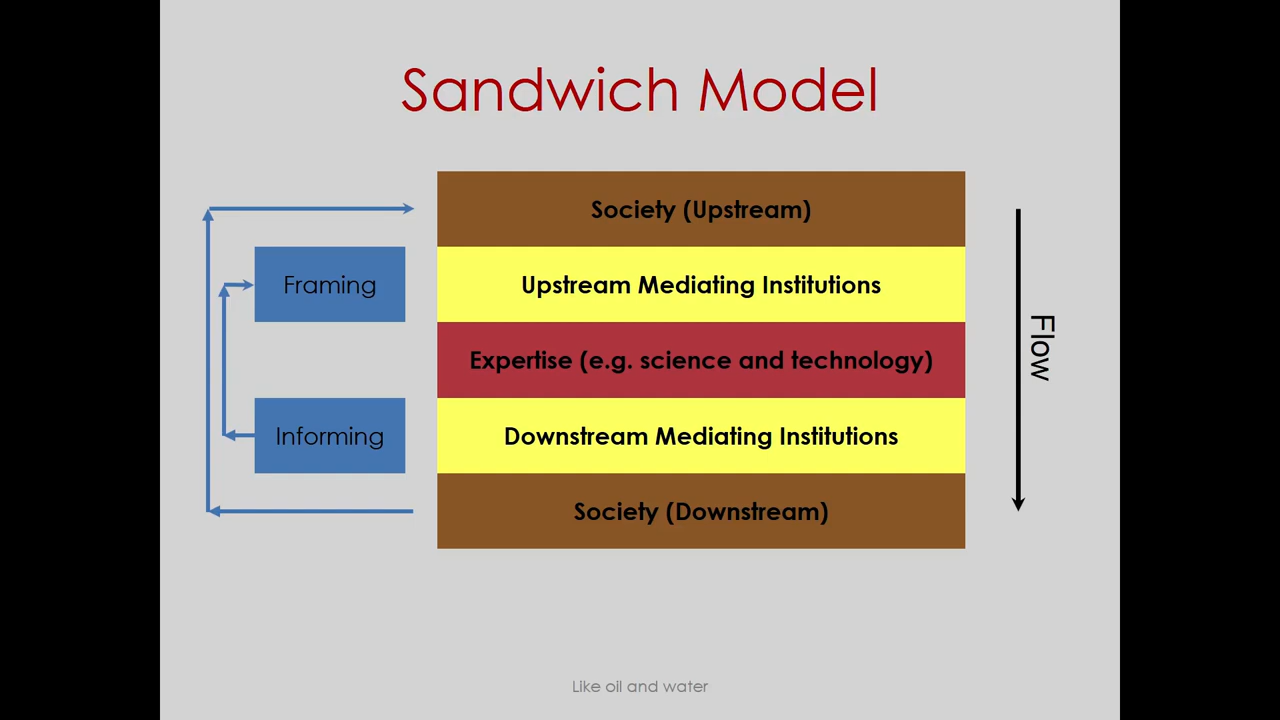 Sandwich Model
Society (Upstream)
Framing
Upstream Mediating Institutions
Expertise (e.g. science and technology)
Flow
Informing
Downstream Mediating Institutions
Society (Downstream)
Like oil and water